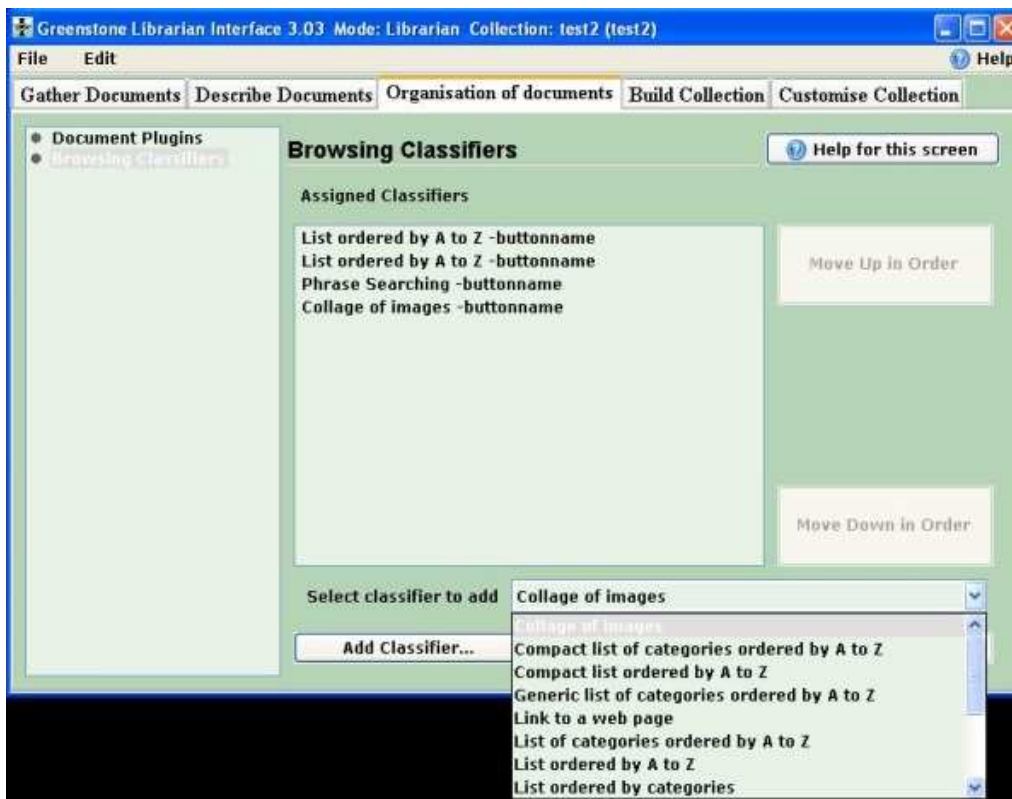 Greenstone Librarian Interface 3.03 Mode: Librarian Collection: test2 (test2)
File Edit Help
Gather Documents Describe Documents Organisation of documents Build Collection Customise Collection
Document Plugins
Browsing Classifiers
Browsing Classifiers
Help for this screen
Assigned Classifiers
List ordered by A to Z -buttonname
List ordered by A to Z -buttonname
Phrase Searching -buttonname
Collage of images -buttonname
Move Up in Order
Move Down in Order
Select classifier to add Collage of images
Add Classifier...
Collage of images
Compact list of categories ordered by A to Z
Compact list ordered by A to Z
Generic list of categories ordered by A to Z
Link to a web page
List of categories ordered by A to Z
List ordered by A to Z
List ordered by categories